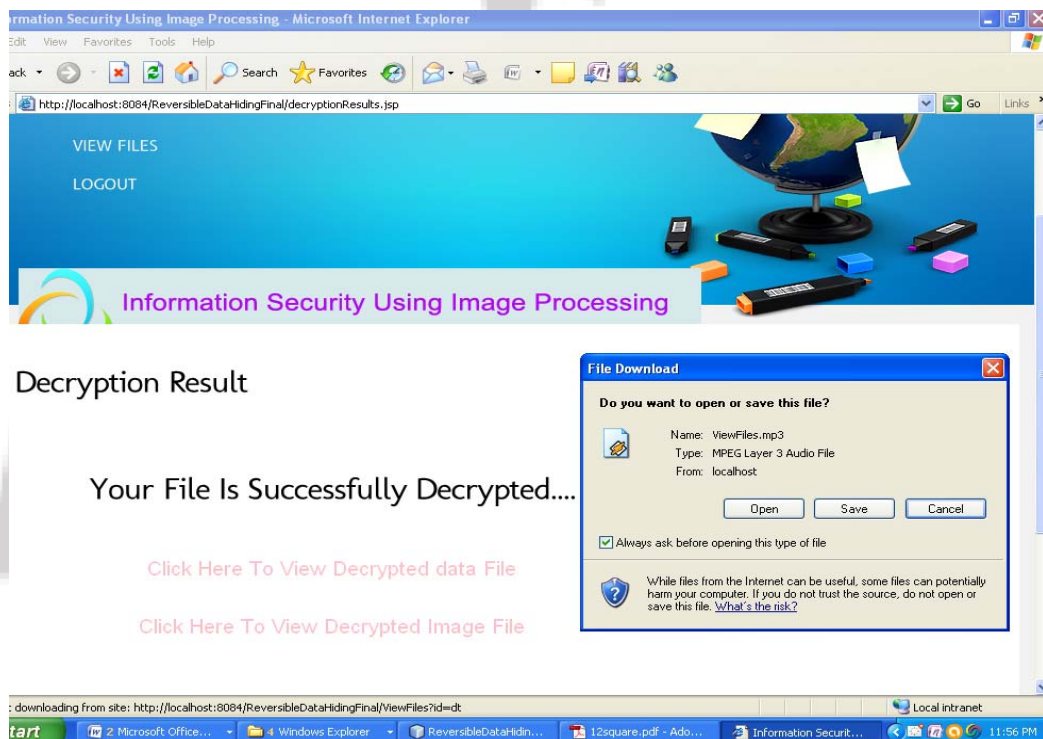 rmation Security Using Image Processing - Microsoft Internet Explorer
Edit View Favorites Tools Help
ack Search Favorites
http://localhost:8084/ReversibleDataHidingFinal/decryptionResults.jsp Go Links
VIEW FILES
LOGOUT
Information Security Using Image Processing
Decryption Result
Your File Is Successfully Decrypted....
Click Here To View Decrypted data File
Click Here To View Decrypted Image File
File Download
Do you want to open or save this file?
Name: ViewFiles.mp3
Type: MPEG Layer 3 Audio File
From: localhost
Open Save Cancel
Always ask before opening this type of file
While files from the Internet can be useful, some files can potentially
harm your computer. If you do not trust the source, do not open or
save this file. What's the risk?
: downloading from site: http://localhost:8084/ReversibleDataHidingFinal/ViewFiles?id=dt Local intranet
tart 2 Microsoft Office... 4 Windows Explorer ReversibleDataHidin... 12square.pdf - Ado... Information Securit... 11:56 PM